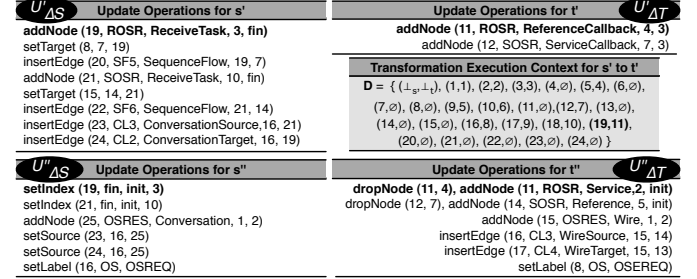 U'ΔS
Update Operations for s'
addNode (19, ROSR, ReceiveTask, 3, fin)
setTarget (8, 7, 19)
insertEdge (20, SF5, SequenceFlow, 19, 7)
addNode (21, SOSR, ReceiveTask, 10, fin)
setTarget (15, 14, 21)
insertEdge (22, SF6, SequenceFlow, 21, 14)
insertEdge (23, CL3, ConversationSource,16, 21)
insertEdge (24, CL2, ConversationTarget, 16, 19)
Update Operations for t'
U'ΔT
addNode (11, ROSR, ReferenceCallback, 4, 3)
addNode (12, SOSR, ServiceCallback, 7, 3)
Transformation Execution Context for s' to t'
D = { (⊥s,⊥t), (1,1), (2,2), (3,3), (4,∅), (5,4), (6,∅),
(7,∅), (8,∅), (9,5), (10,6), (11,∅),(12,7), (13,∅),
(14,∅), (15,∅), (16,8), (17,9), (18,10), (19,11),
(20,∅), (21,∅), (22,∅), (23,∅), (24,∅) }
U''ΔS
Update Operations for s''
setIndex (19, fin, init, 3)
setIndex (21, fin, init, 10)
addNode (25, OSRES, Conversation, 1, 2)
setSource (23, 16, 25)
setSource (24, 16, 25)
setLabel (16, OS, OSREQ)
Update Operations for t''
U''ΔT
dropNode (11, 4), addNode (11, ROSR, Service,2, init)
dropNode (12, 7), addNode (14, SOSR, Reference, 5, init)
addNode (15, OSRES, Wire, 1, 2)
insertEdge (16, CL3, WireSource, 15, 14)
insertEdge (17, CL4, WireTarget, 15, 13)
setLabel (8, OS, OSEREQ)